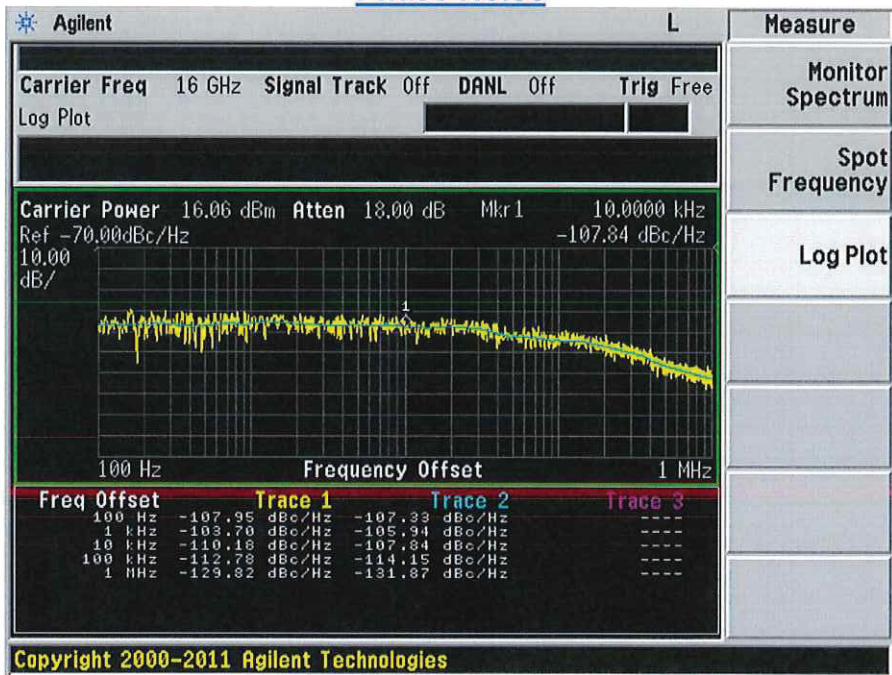 Agilent L Measure
Carrier Freq 16 GHz Signal Track Off DANL Off Trig Free
Log Plot
Monitor Spectrum
Spot Frequency
Log Plot
Carrier Power 16.06 dBm Atten 18.00 dB Mkr1 10.0000 kHz
Ref -70.00dBc/Hz -107.84 dBc/Hz
10.00
dB/
1
100 Hz Frequency Offset 1 MHz
Freq Offset Trace 1 Trace 2 Trace 3
100 Hz -107.95 dBc/Hz -107.33 dBc/Hz ----
1 kHz -103.70 dBc/Hz -105.94 dBc/Hz ----
10 kHz -110.18 dBc/Hz -107.84 dBc/Hz ----
100 kHz -112.78 dBc/Hz -114.15 dBc/Hz ----
1 MHz -129.82 dBc/Hz -131.87 dBc/Hz ----
Copyright 2000-2011 Agilent Technologies